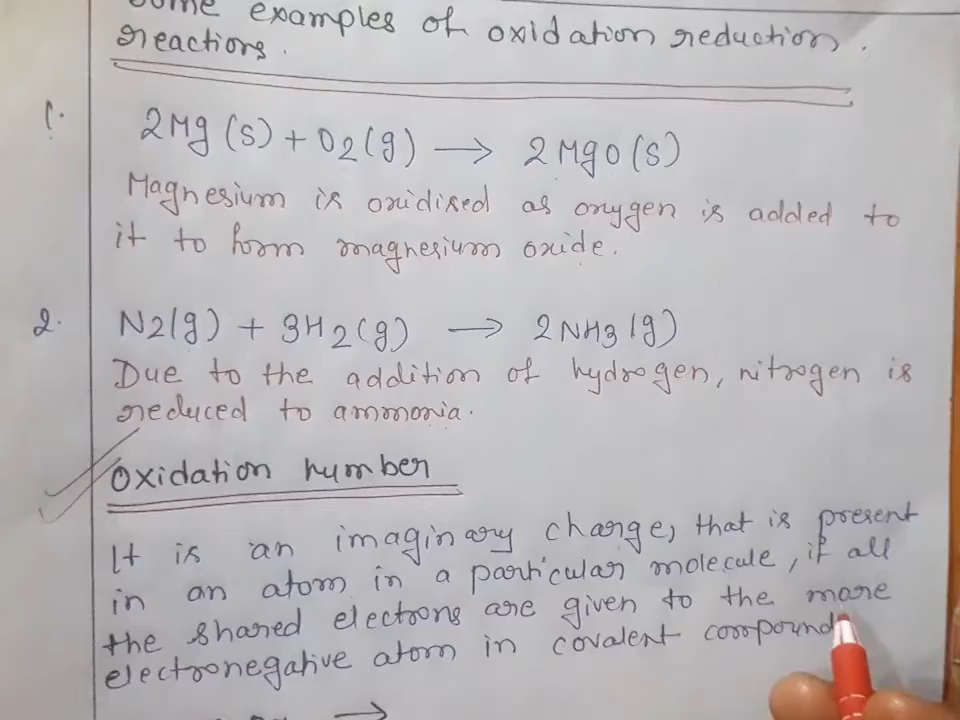 Some examples of oxidation reduction
reactions.
1. 2Mg(s) + O2(g) → 2MgO(s)
Magnesium is oxidised as oxygen is added to
it to form magnesium oxide.
2. N2(g) + 3H2(g) → 2NH3(g)
Due to the addition of hydrogen, nitrogen is
reduced to ammonia.
Oxidation number
It is an imaginary charge, that is present
in an atom in a particular molecule, if all
the shared electrons are given to the more
electronegative atom in covalent compound
→